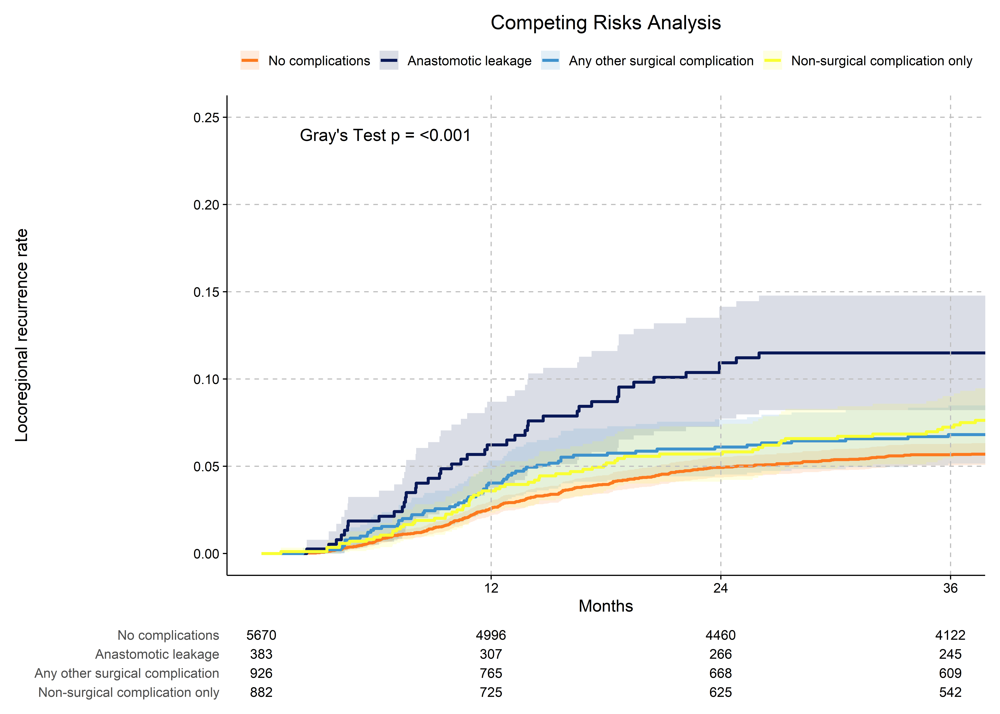 Competing Risks Analysis
No complications Anastomotic leakage Any other surgical complication Non-surgical complication only
0.25
Gray's Test p = <0.001
0.20
0.15
0.10
0.05
0.00
Locoregional recurrence rate
12 24 36
Months
No complications 5670 4996 4460 4122
Anastomotic leakage 383 307 266 245
Any other surgical complication 926 765 668 609
Non-surgical complication only 882 725 625 542